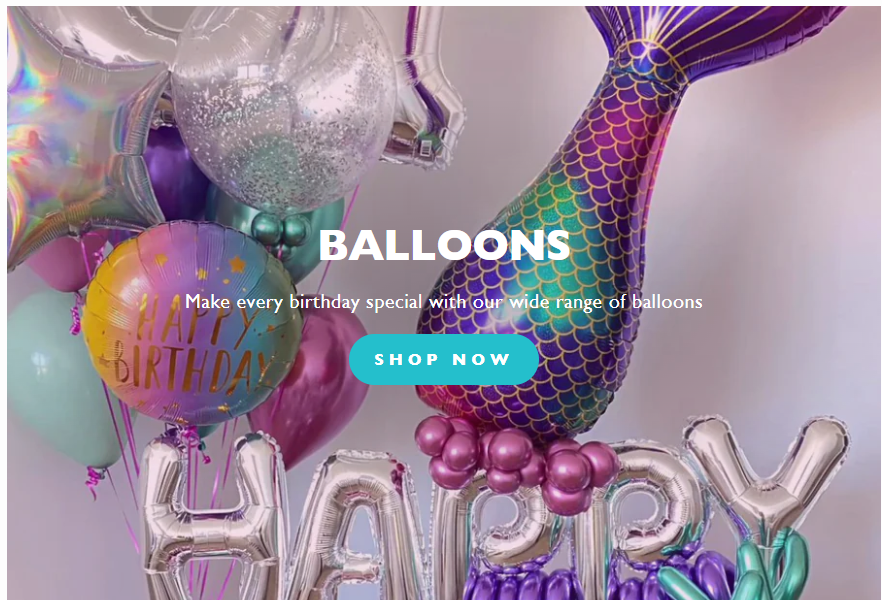 BALLOONS
Make every birthday special with our wide range of balloons
SHOP NOW
HAPPY
BIRTHDAY
HAPPY